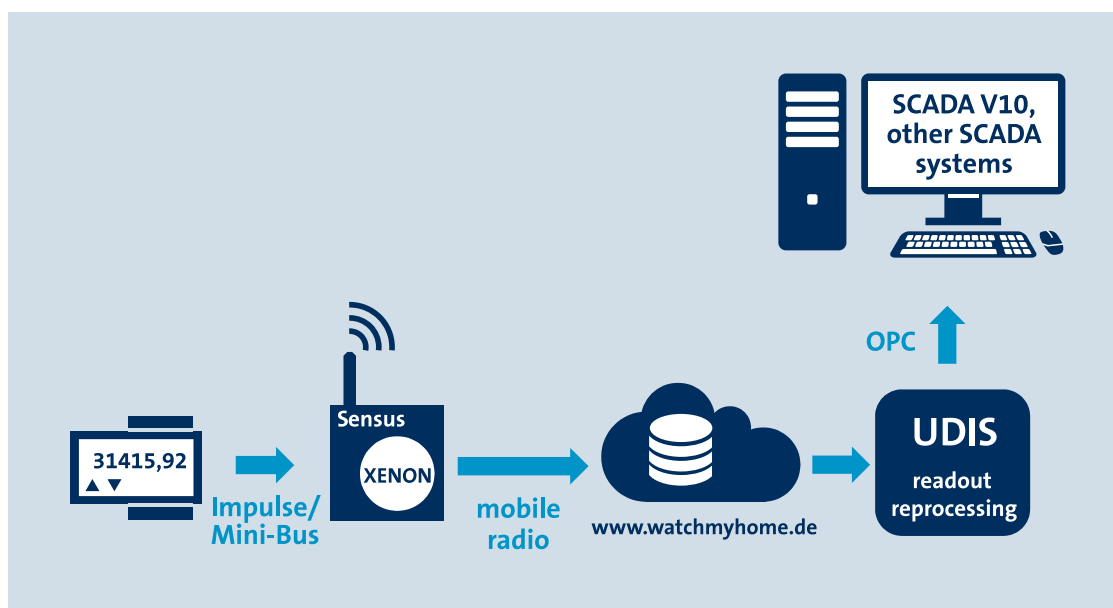 SCADA V10,
other SCADA
systems
OPC
Sensus
XENON
31415,92
Impulse/
Mini-Bus
mobile
radio
www.watchmyhome.de
UDIS
readout
reprocessing